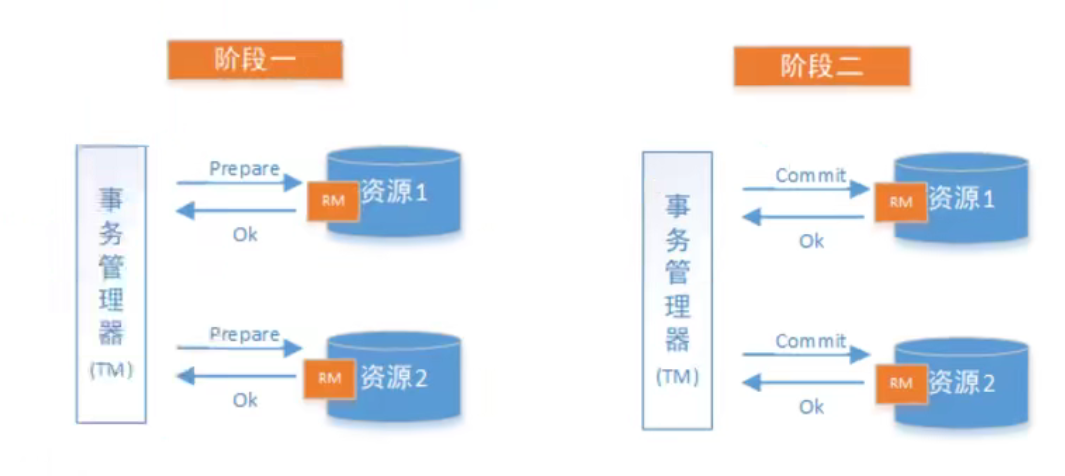 阶段一
Prepare
RM
资源1
Ok
事务管理器
(TM)
Prepare
RM
资源2
Ok
阶段二
Commit
RM
资源1
Ok
事务管理器
(TM)
Commit
RM
资源2
Ok